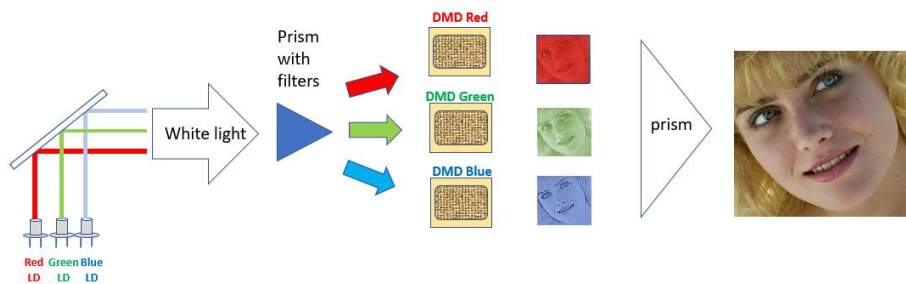 DMD Red
Prism
with
filters
DMD Green
White light
prism
DMD Blue
Red Green Blue
LD LD LD